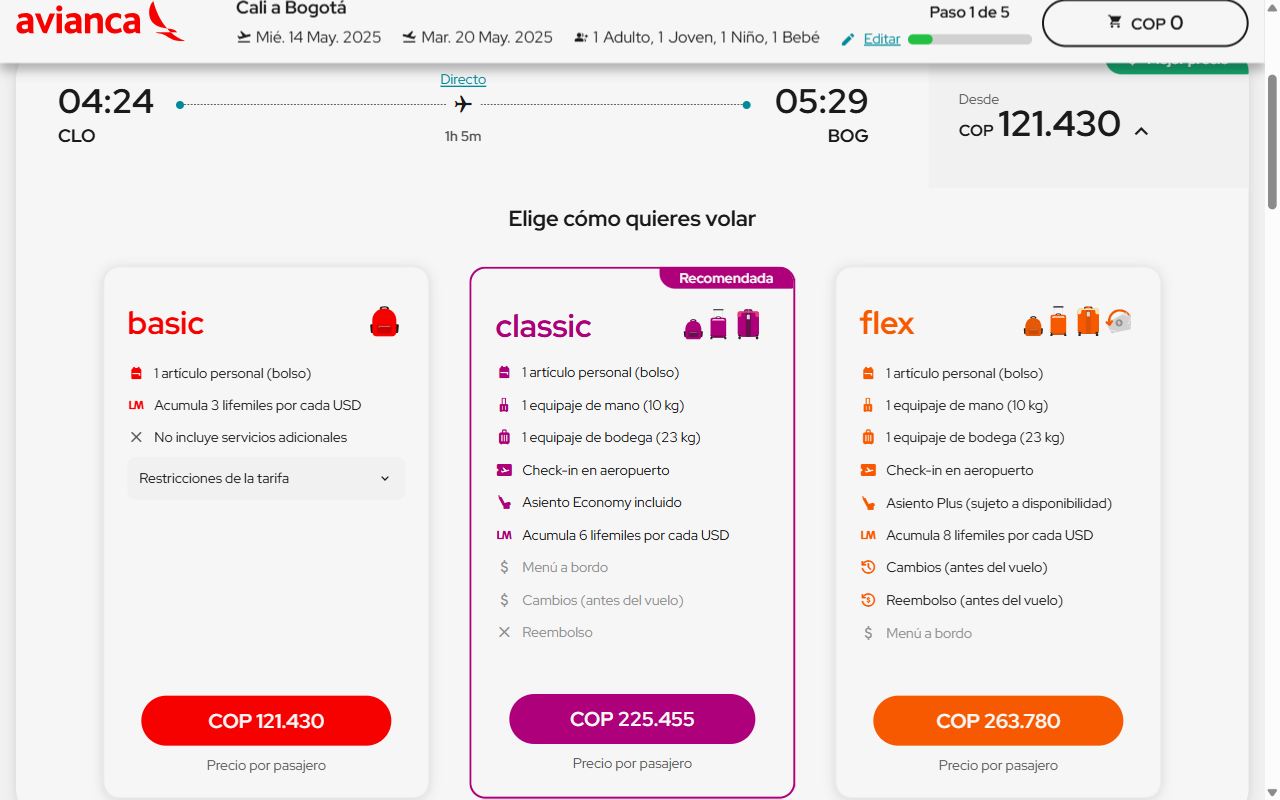 avianca
Cali a Bogotá
Mié. 14 May. 2025
Mar. 20 May. 2025
1 Adulto, 1 Joven, 1 Niño, 1 Bebé
Editar
Paso 1 de 5
COP 0
Mejor precio
04:24
CLO
Directo
1h 5m
05:29
BOG
Desde
COP 121.430
Elige cómo quieres volar
basic
1 artículo personal (bolso)
LM Acumula 3 lifemiles por cada USD
No incluye servicios adicionales
Restricciones de la tarifa
COP 121.430
Precio por pasajero
Recomendada
classic
1 artículo personal (bolso)
1 equipaje de mano (10 kg)
1 equipaje de bodega (23 kg)
Check-in en aeropuerto
Asiento Economy incluido
LM Acumula 6 lifemiles por cada USD
$ Menú a bordo
$ Cambios (antes del vuelo)
Reembolso
COP 225.455
Precio por pasajero
flex
1 artículo personal (bolso)
1 equipaje de mano (10 kg)
1 equipaje de bodega (23 kg)
Check-in en aeropuerto
Asiento Plus (sujeto a disponibilidad)
LM Acumula 8 lifemiles por cada USD
Cambios (antes del vuelo)
Reembolso (antes del vuelo)
$ Menú a bordo
COP 263.780
Precio por pasajero